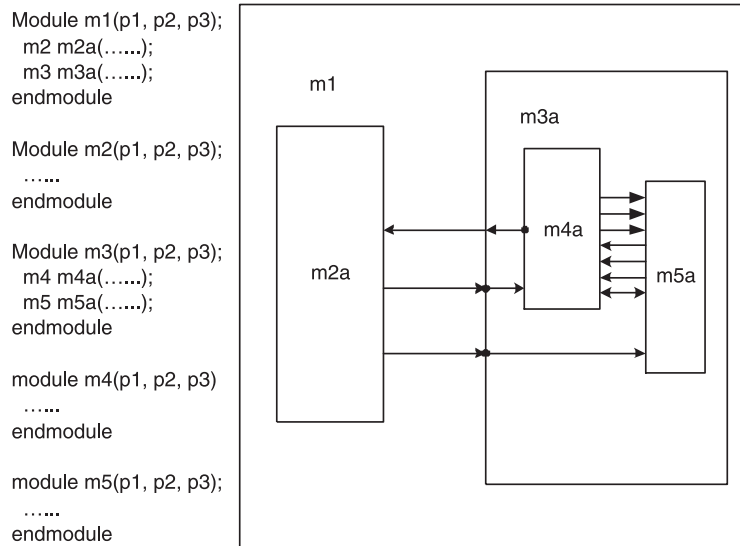 Module m1(p1, p2, p3);
m2 m2a(…...);
m3 m3a(…...);
endmodule
Module m2(p1, p2, p3);
…...
endmodule
Module m3(p1, p2, p3);
m4 m4a(…...);
m5 m5a(…...);
endmodule
module m4(p1, p2, p3)
…...
endmodule
module m5(p1, p2, p3);
…...
endmodule
m1
m3a
m2a
m4a
m5a